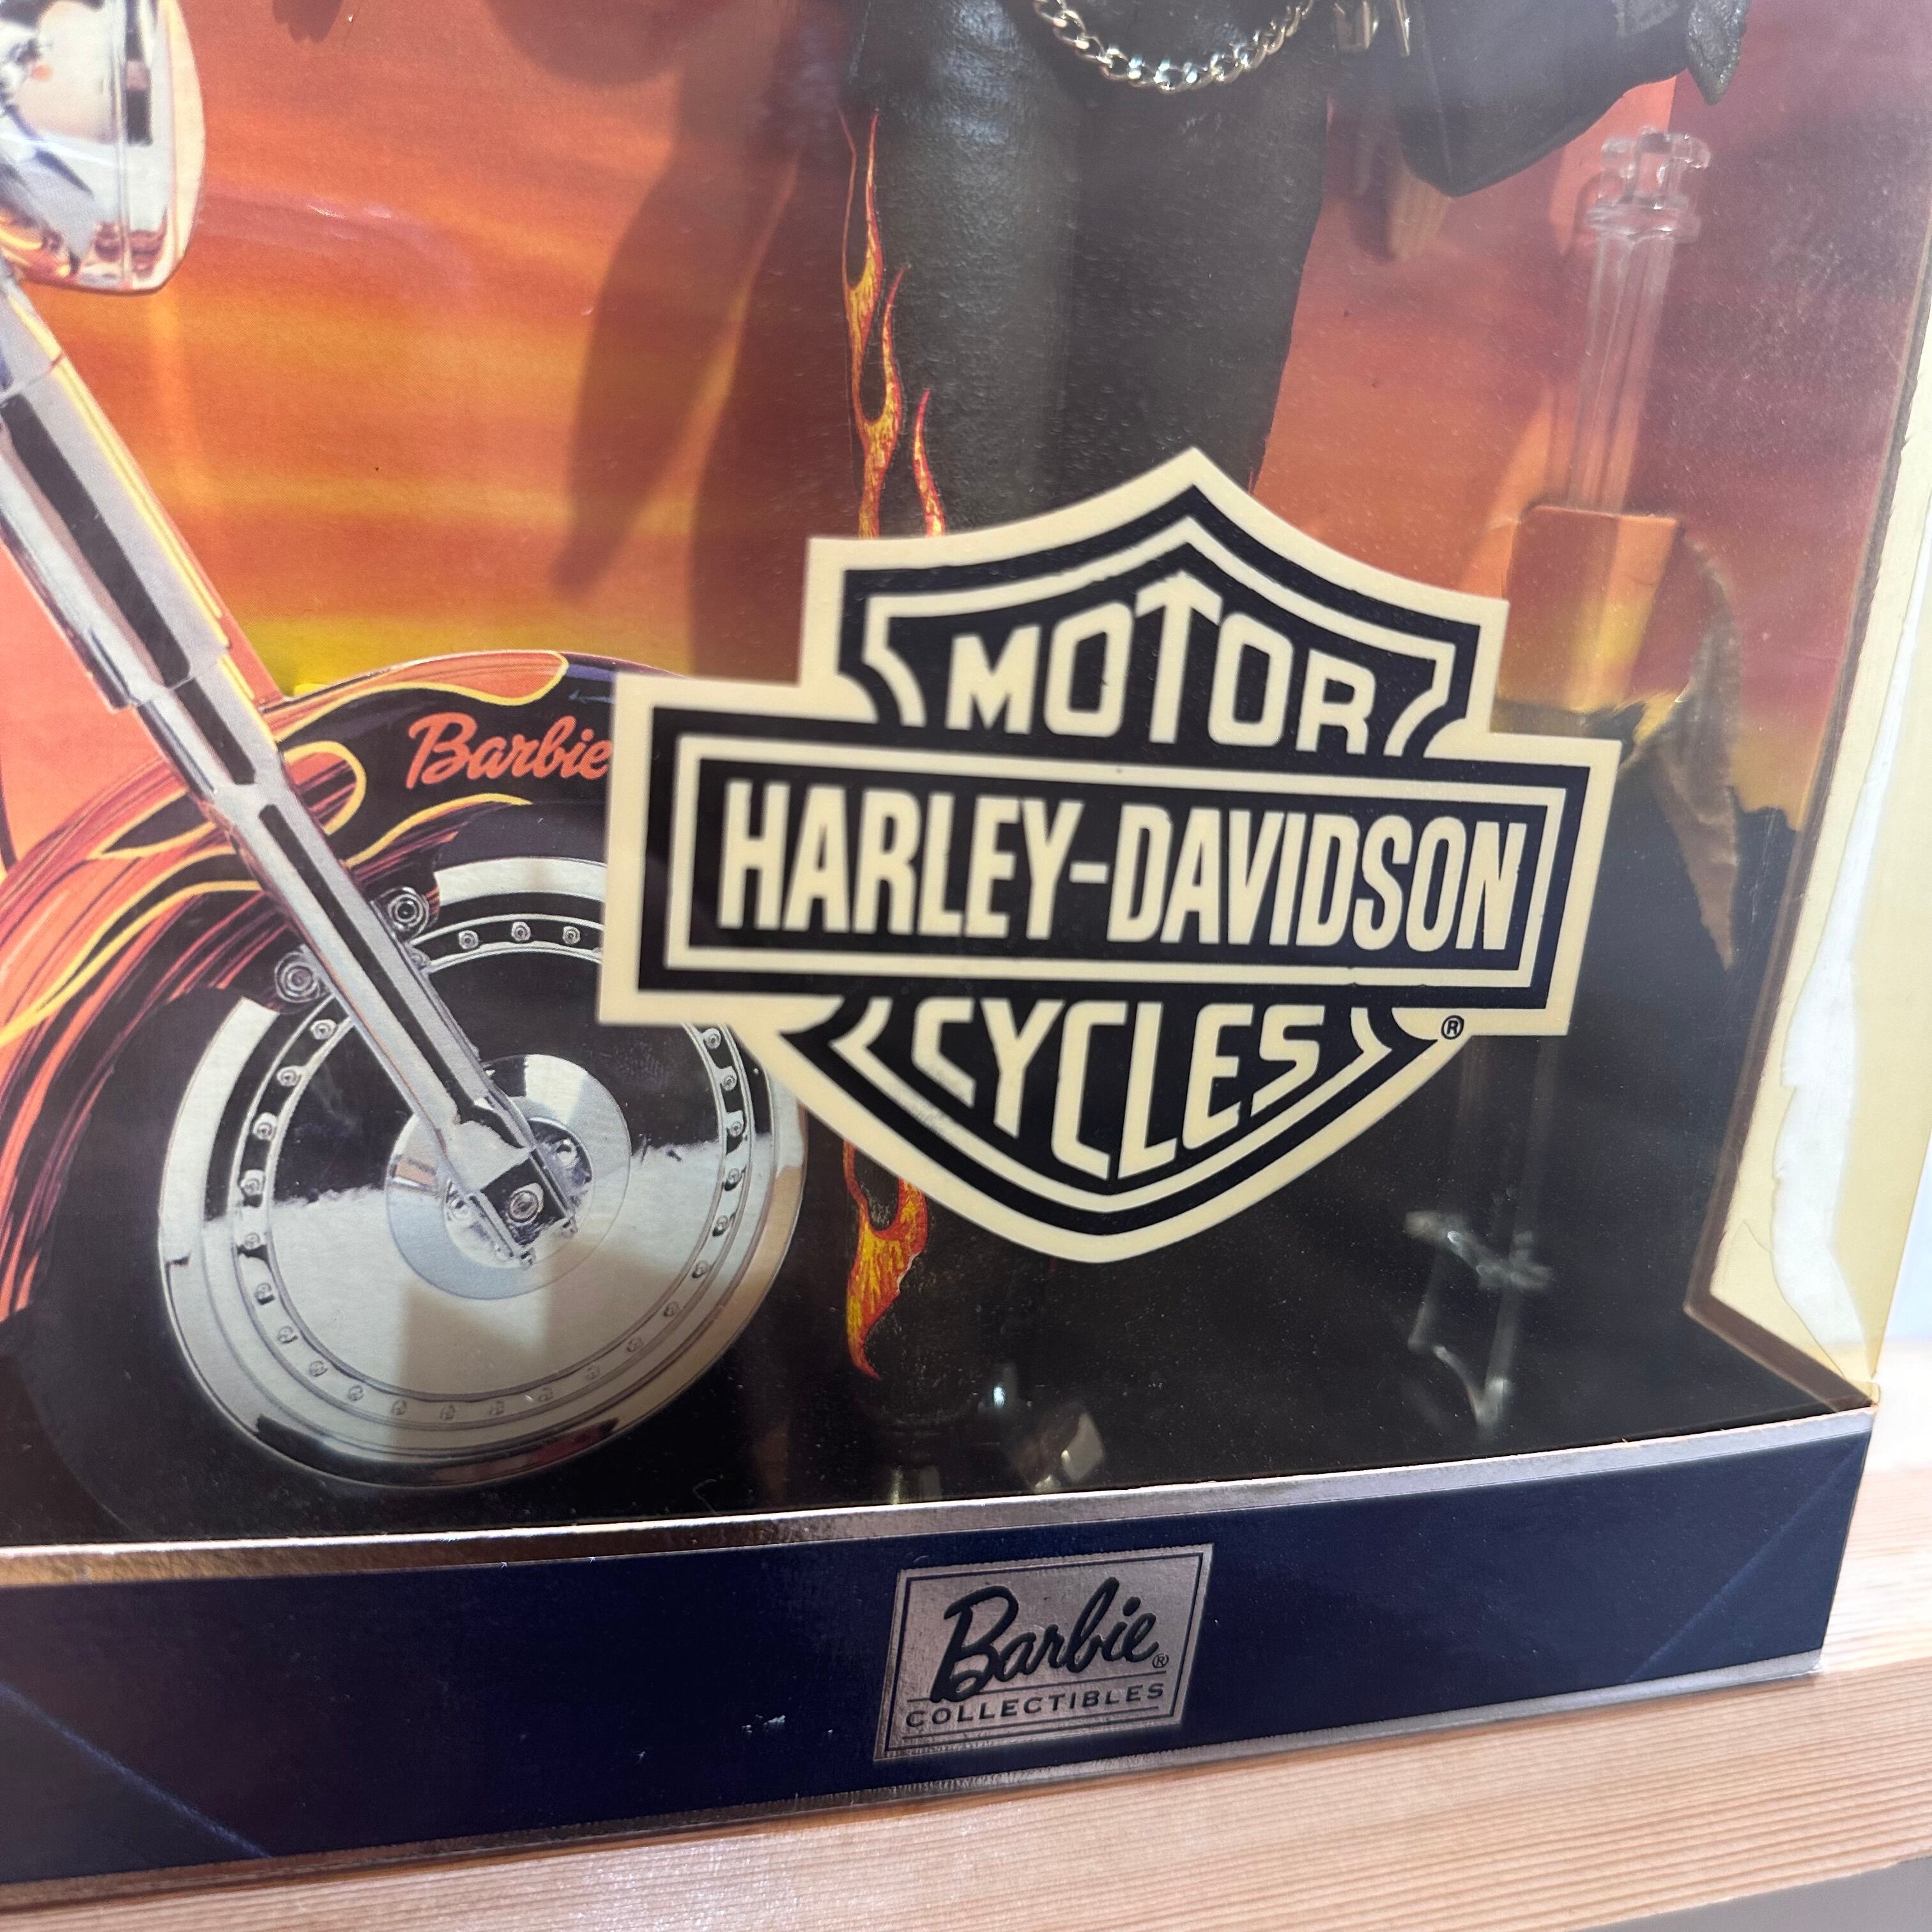 Barbie
MOTOR
HARLEY-DAVIDSON
CYCLES
®
Barbie®
COLLECTIBLES